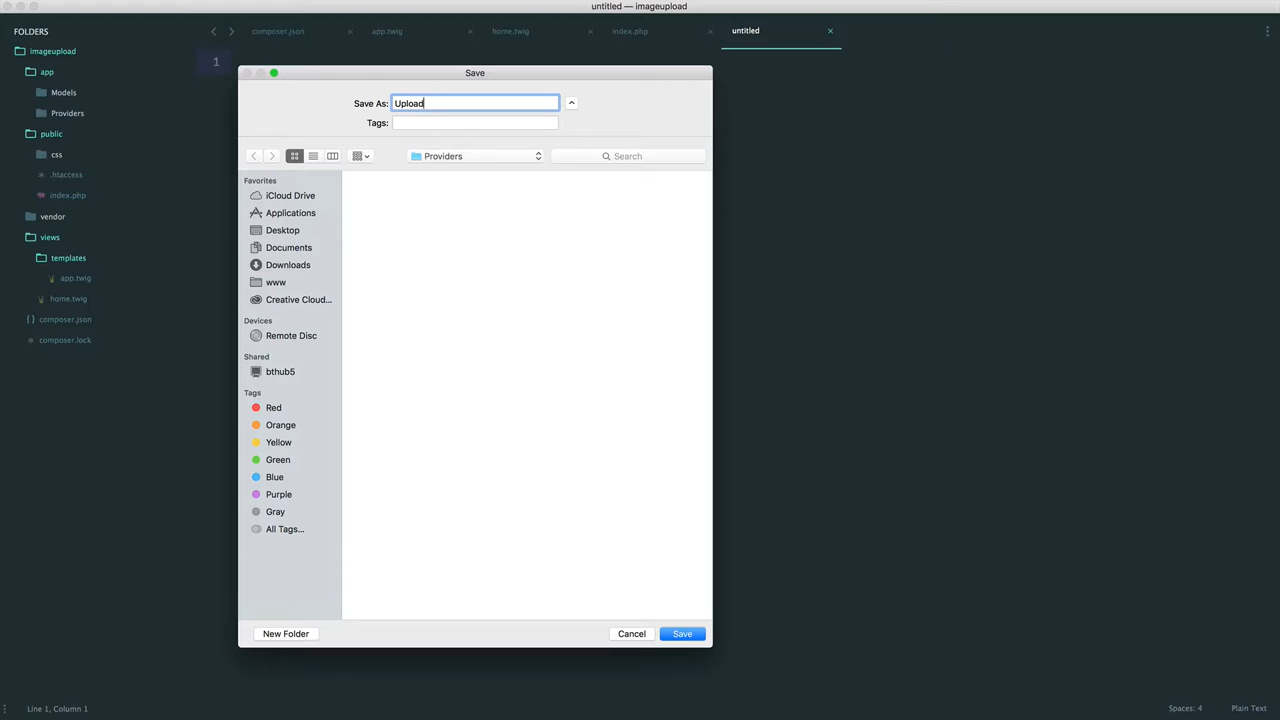 untitled — imageupload
FOLDERS
imageupload
app
Models
Providers
public
css
.htaccess
index.php
vendor
views
templates
app.twig
home.twig
composer.json
composer.lock
composer.json
app.twig
home.twig
index.php
untitled
1
Save
Save As: Upload
Tags:
Providers
Search
Favorites
iCloud Drive
Applications
Desktop
Documents
Downloads
www
Creative Cloud...
Devices
Remote Disc
Shared
bthub5
Tags
Red
Orange
Yellow
Green
Blue
Purple
Gray
All Tags...
New Folder
Cancel
Save
Line 1, Column 1
Spaces: 4
Plain Text